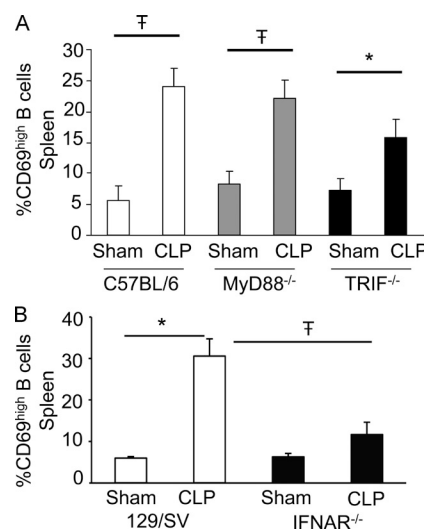 A
Ŧ Ŧ *
%CD69high B cells
Spleen
30
25
20
15
10
5
0
Sham CLP Sham CLP Sham CLP
C57BL/6 MyD88-/- TRIF-/-
B
* Ŧ
%CD69high B cells
Spleen
40
30
20
10
0
Sham CLP Sham CLP
129/SV IFNAR-/-